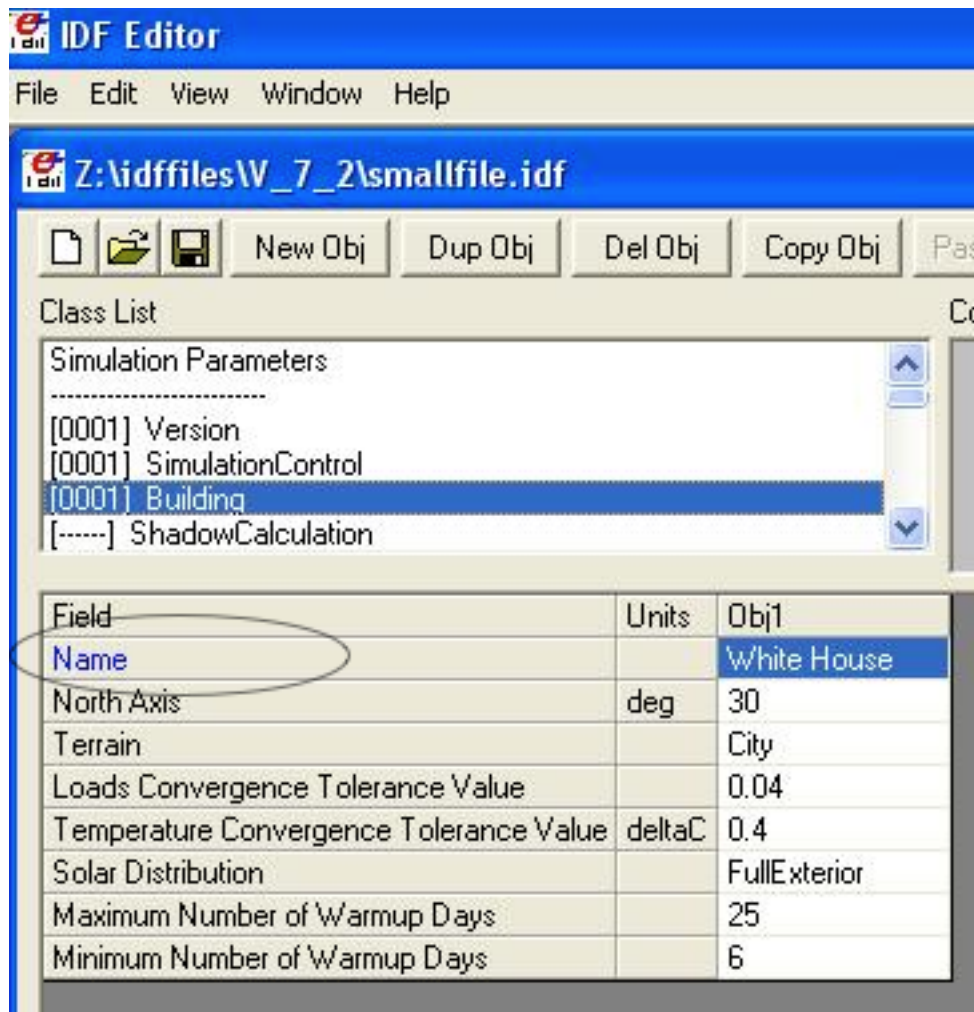 IDF Editor
File Edit View Window Help
Z:\idffiles\V_7_2\smallfile.idf
New Obj Dup Obj Del Obj Copy Obj Pas
Class List Co
Simulation Parameters
--------------------------
[0001] Version
[0001] SimulationControl
[0001] Building
[------] ShadowCalculation
Field Units Obj1
Name White House
North Axis deg 30
Terrain City
Loads Convergence Tolerance Value 0.04
Temperature Convergence Tolerance Value deltaC 0.4
Solar Distribution FullExterior
Maximum Number of Warmup Days 25
Minimum Number of Warmup Days 6